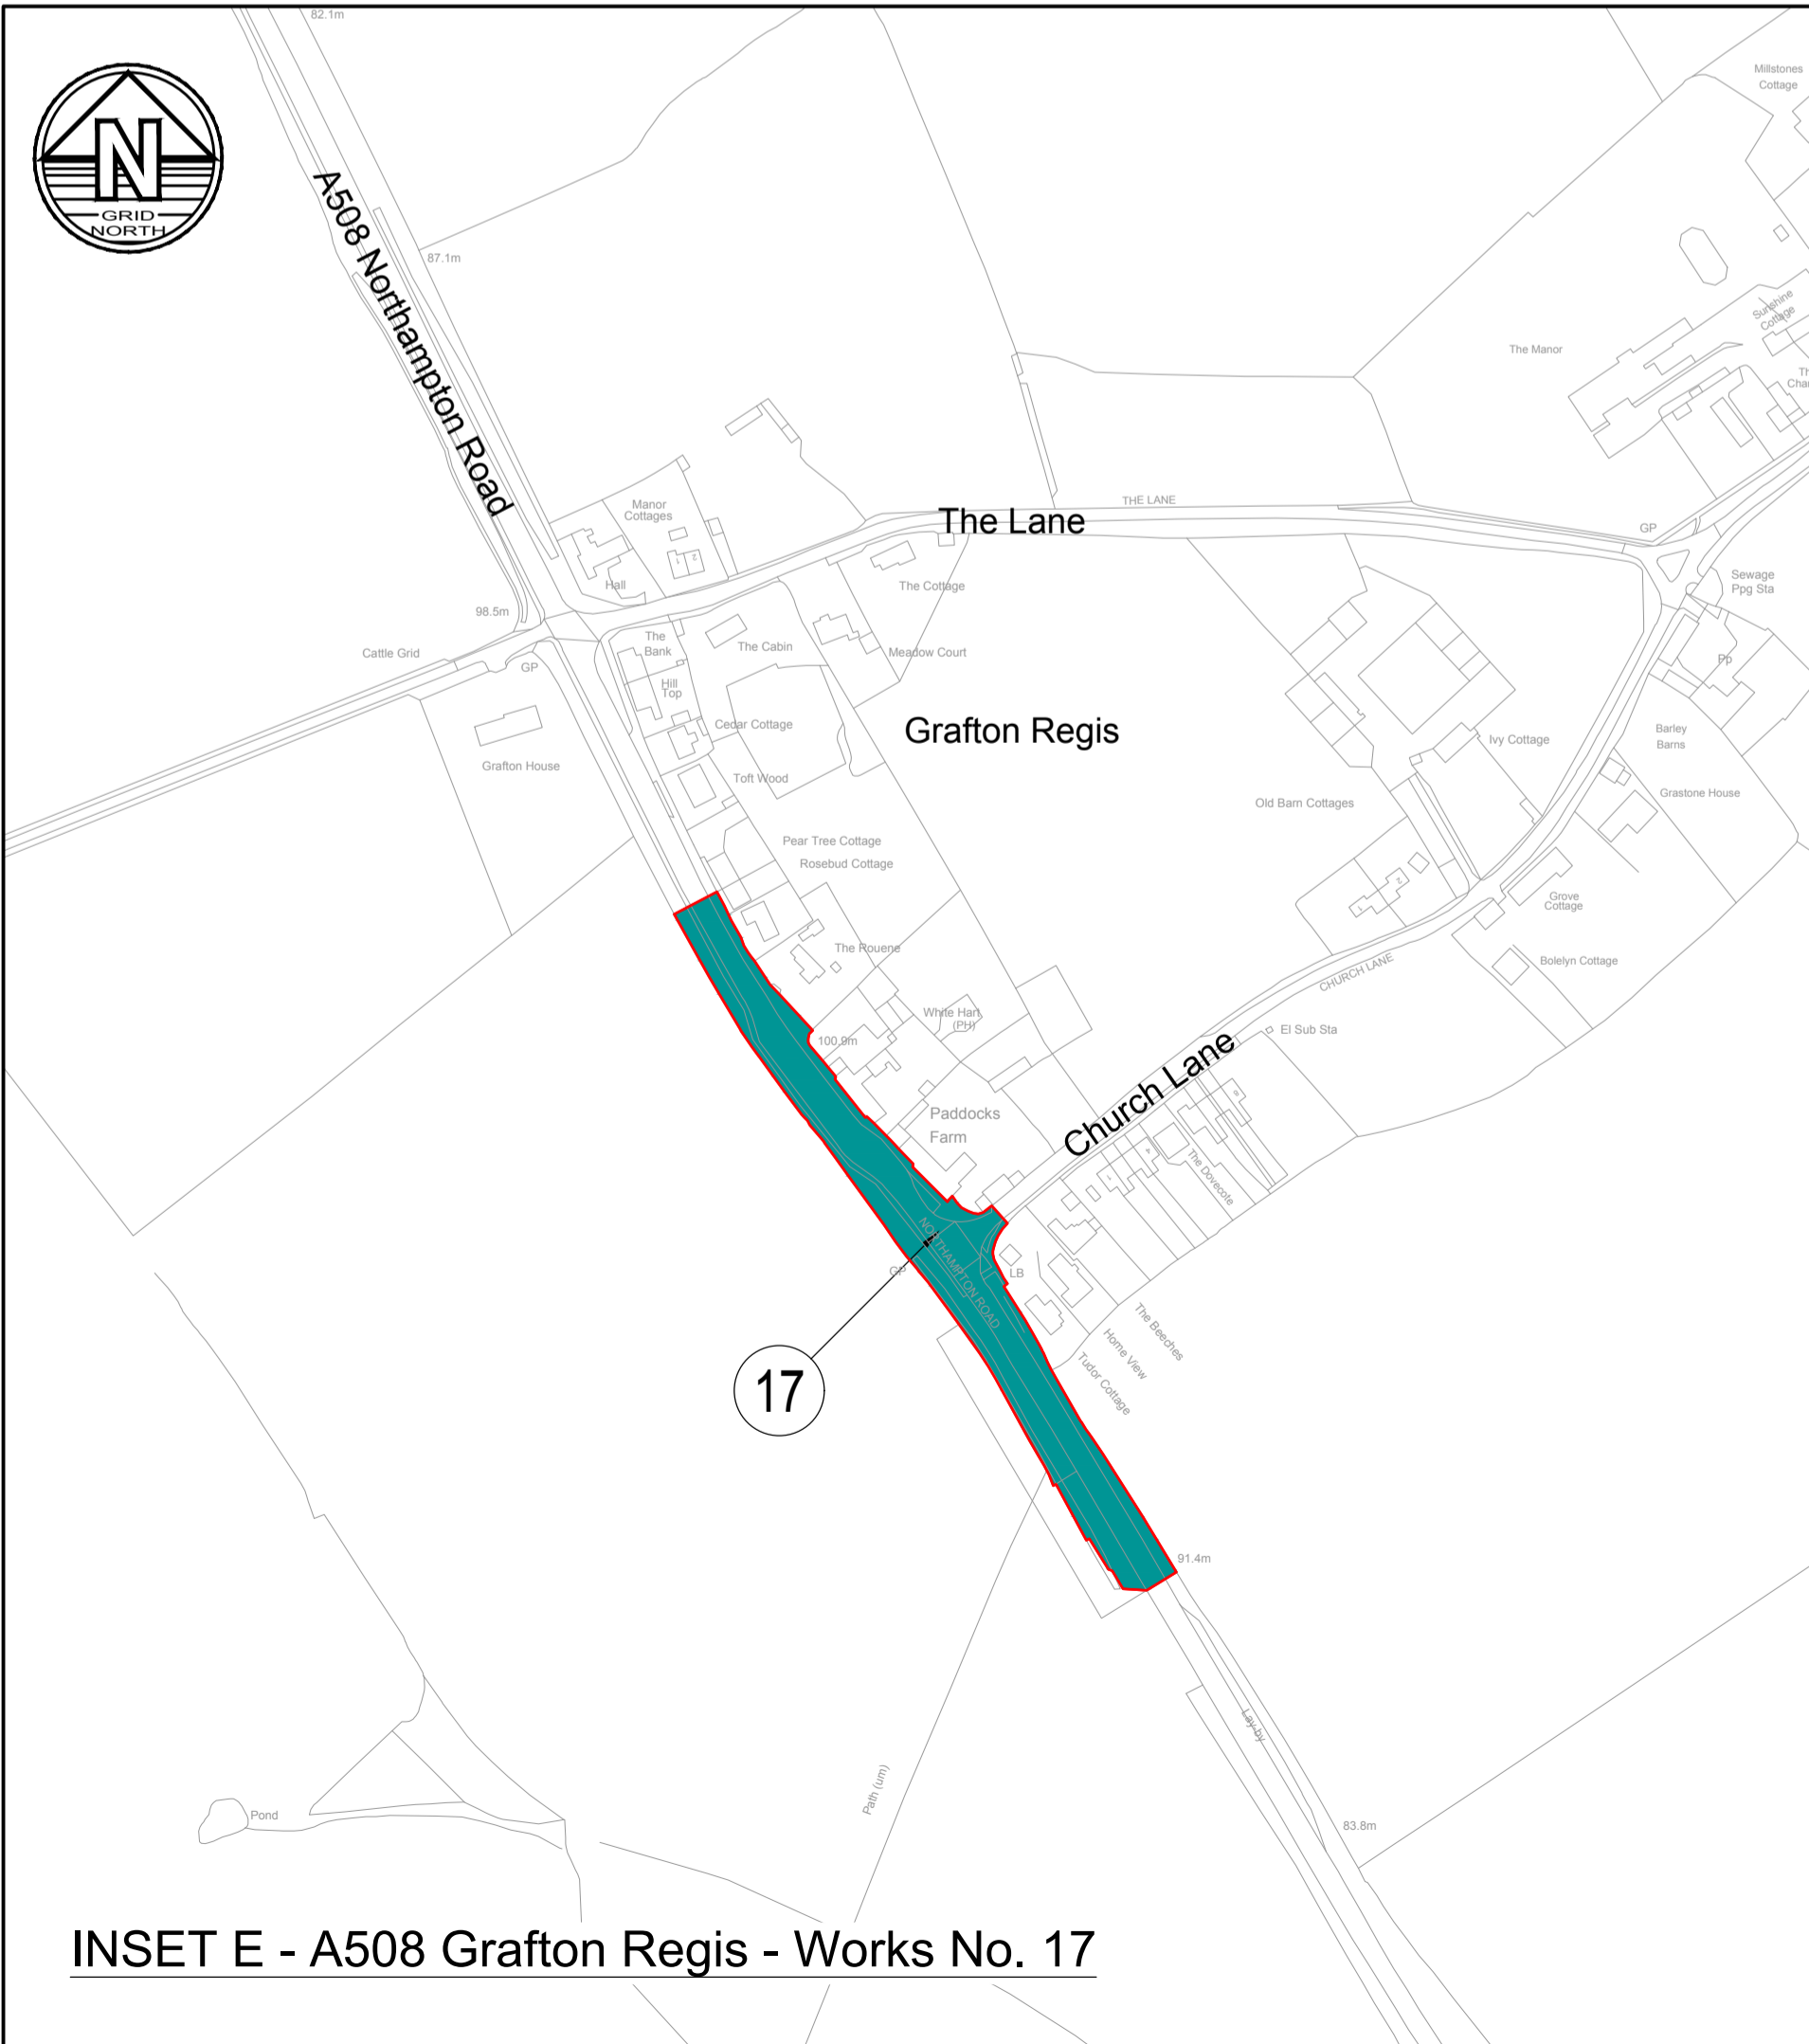 82.1m
Millstones
Cottage
N
GRID
NORTH
A508 Northampton Road
87.1m
Sunshine
Cottage
The Manor
THE LANE
The Lane
Manor
Cottages
1
2
GP
Hall
The Cottage
Sewage
Ppg Sta
98.5m
The
Bank
The Cabin
Cattle Grid
GP
Meadow Court
Pp
Hill
Top
Cedar Cottage
Grafton Regis
Barley
Barns
Ivy Cottage
Grafton House
Toft Wood
Grastone House
Old Barn Cottages
Pear Tree Cottage
Rosebud Cottage
2
1
Grove
Cottage
The Rouene
CHURCH LANE
Bolelyn Cottage
White Hart
(PH)
100.9m
El Sub Sta
Church Lane
Paddocks
Farm
The Dovecote
NORTHAMPTON ROAD
GP
LB
The Beeches
Home View
Tudor Cottage
17
91.4m
Lay-by
Path (um)
Pond
83.8m
INSET E - A508 Grafton Regis - Works No. 17